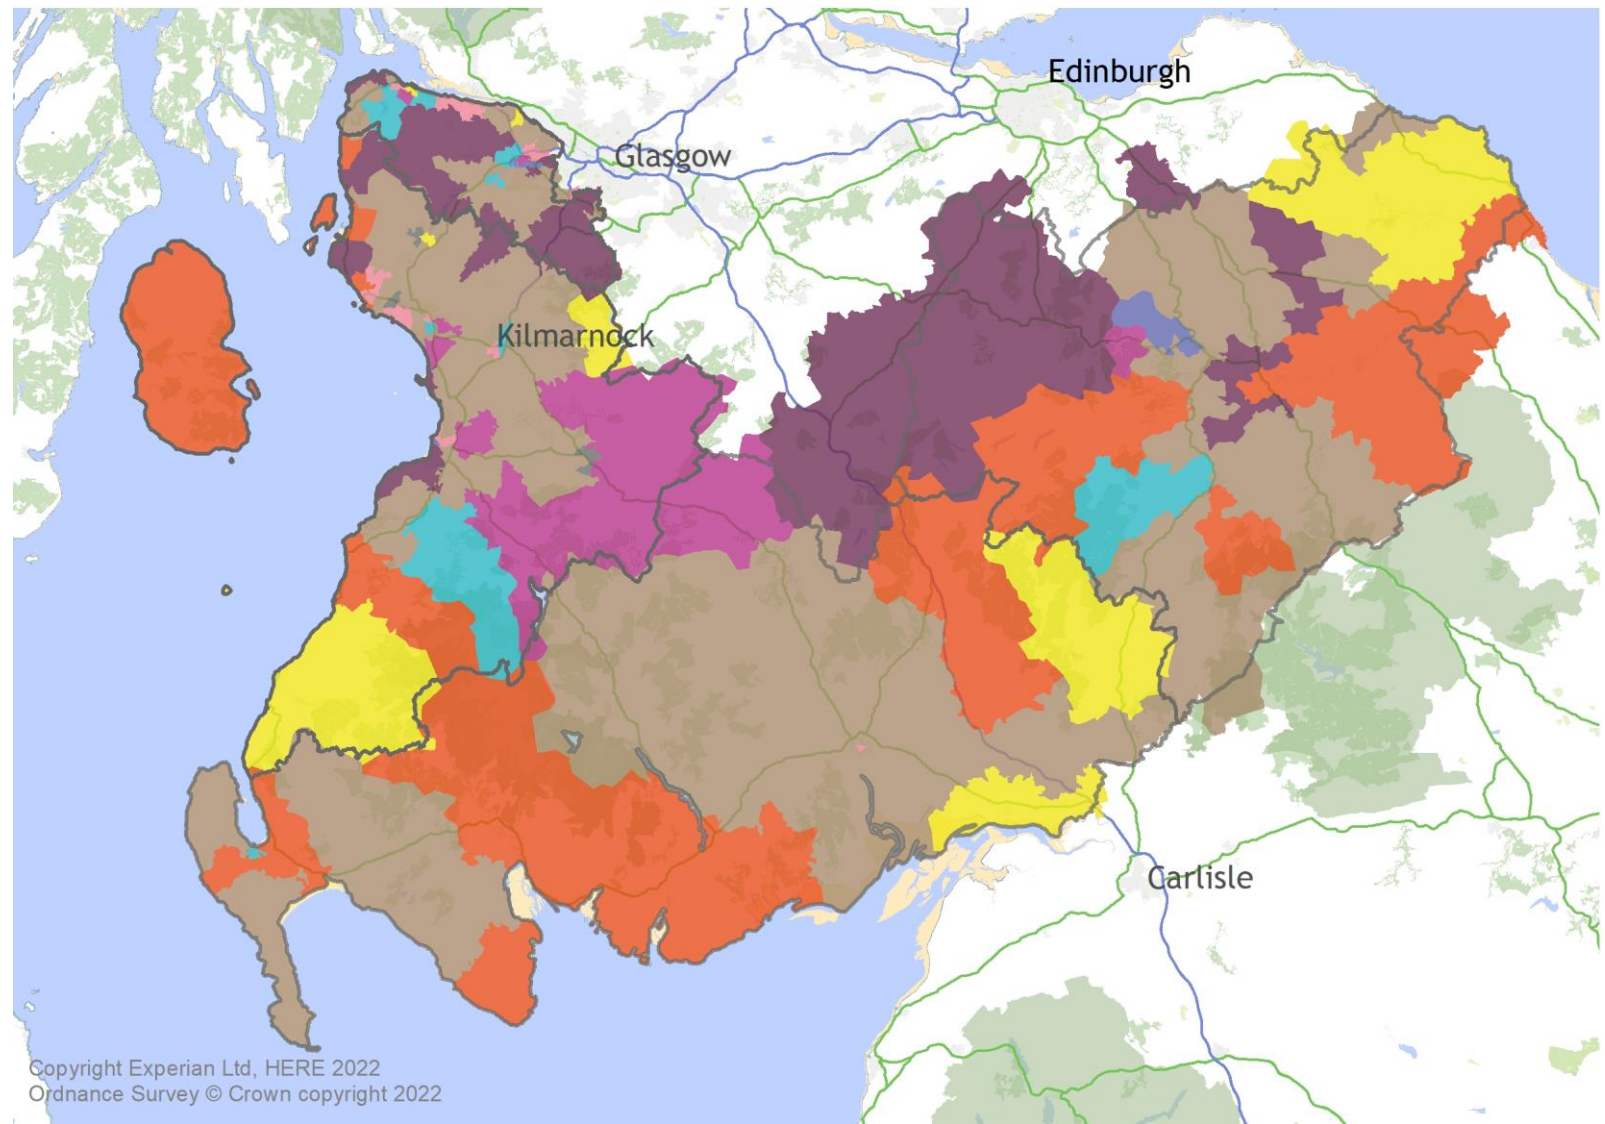 Edinburgh
Glasgow
Kilmarnock
Carlisle
Copyright Experian Ltd, HERE 2022
Ordnance Survey © Crown copyright 2022